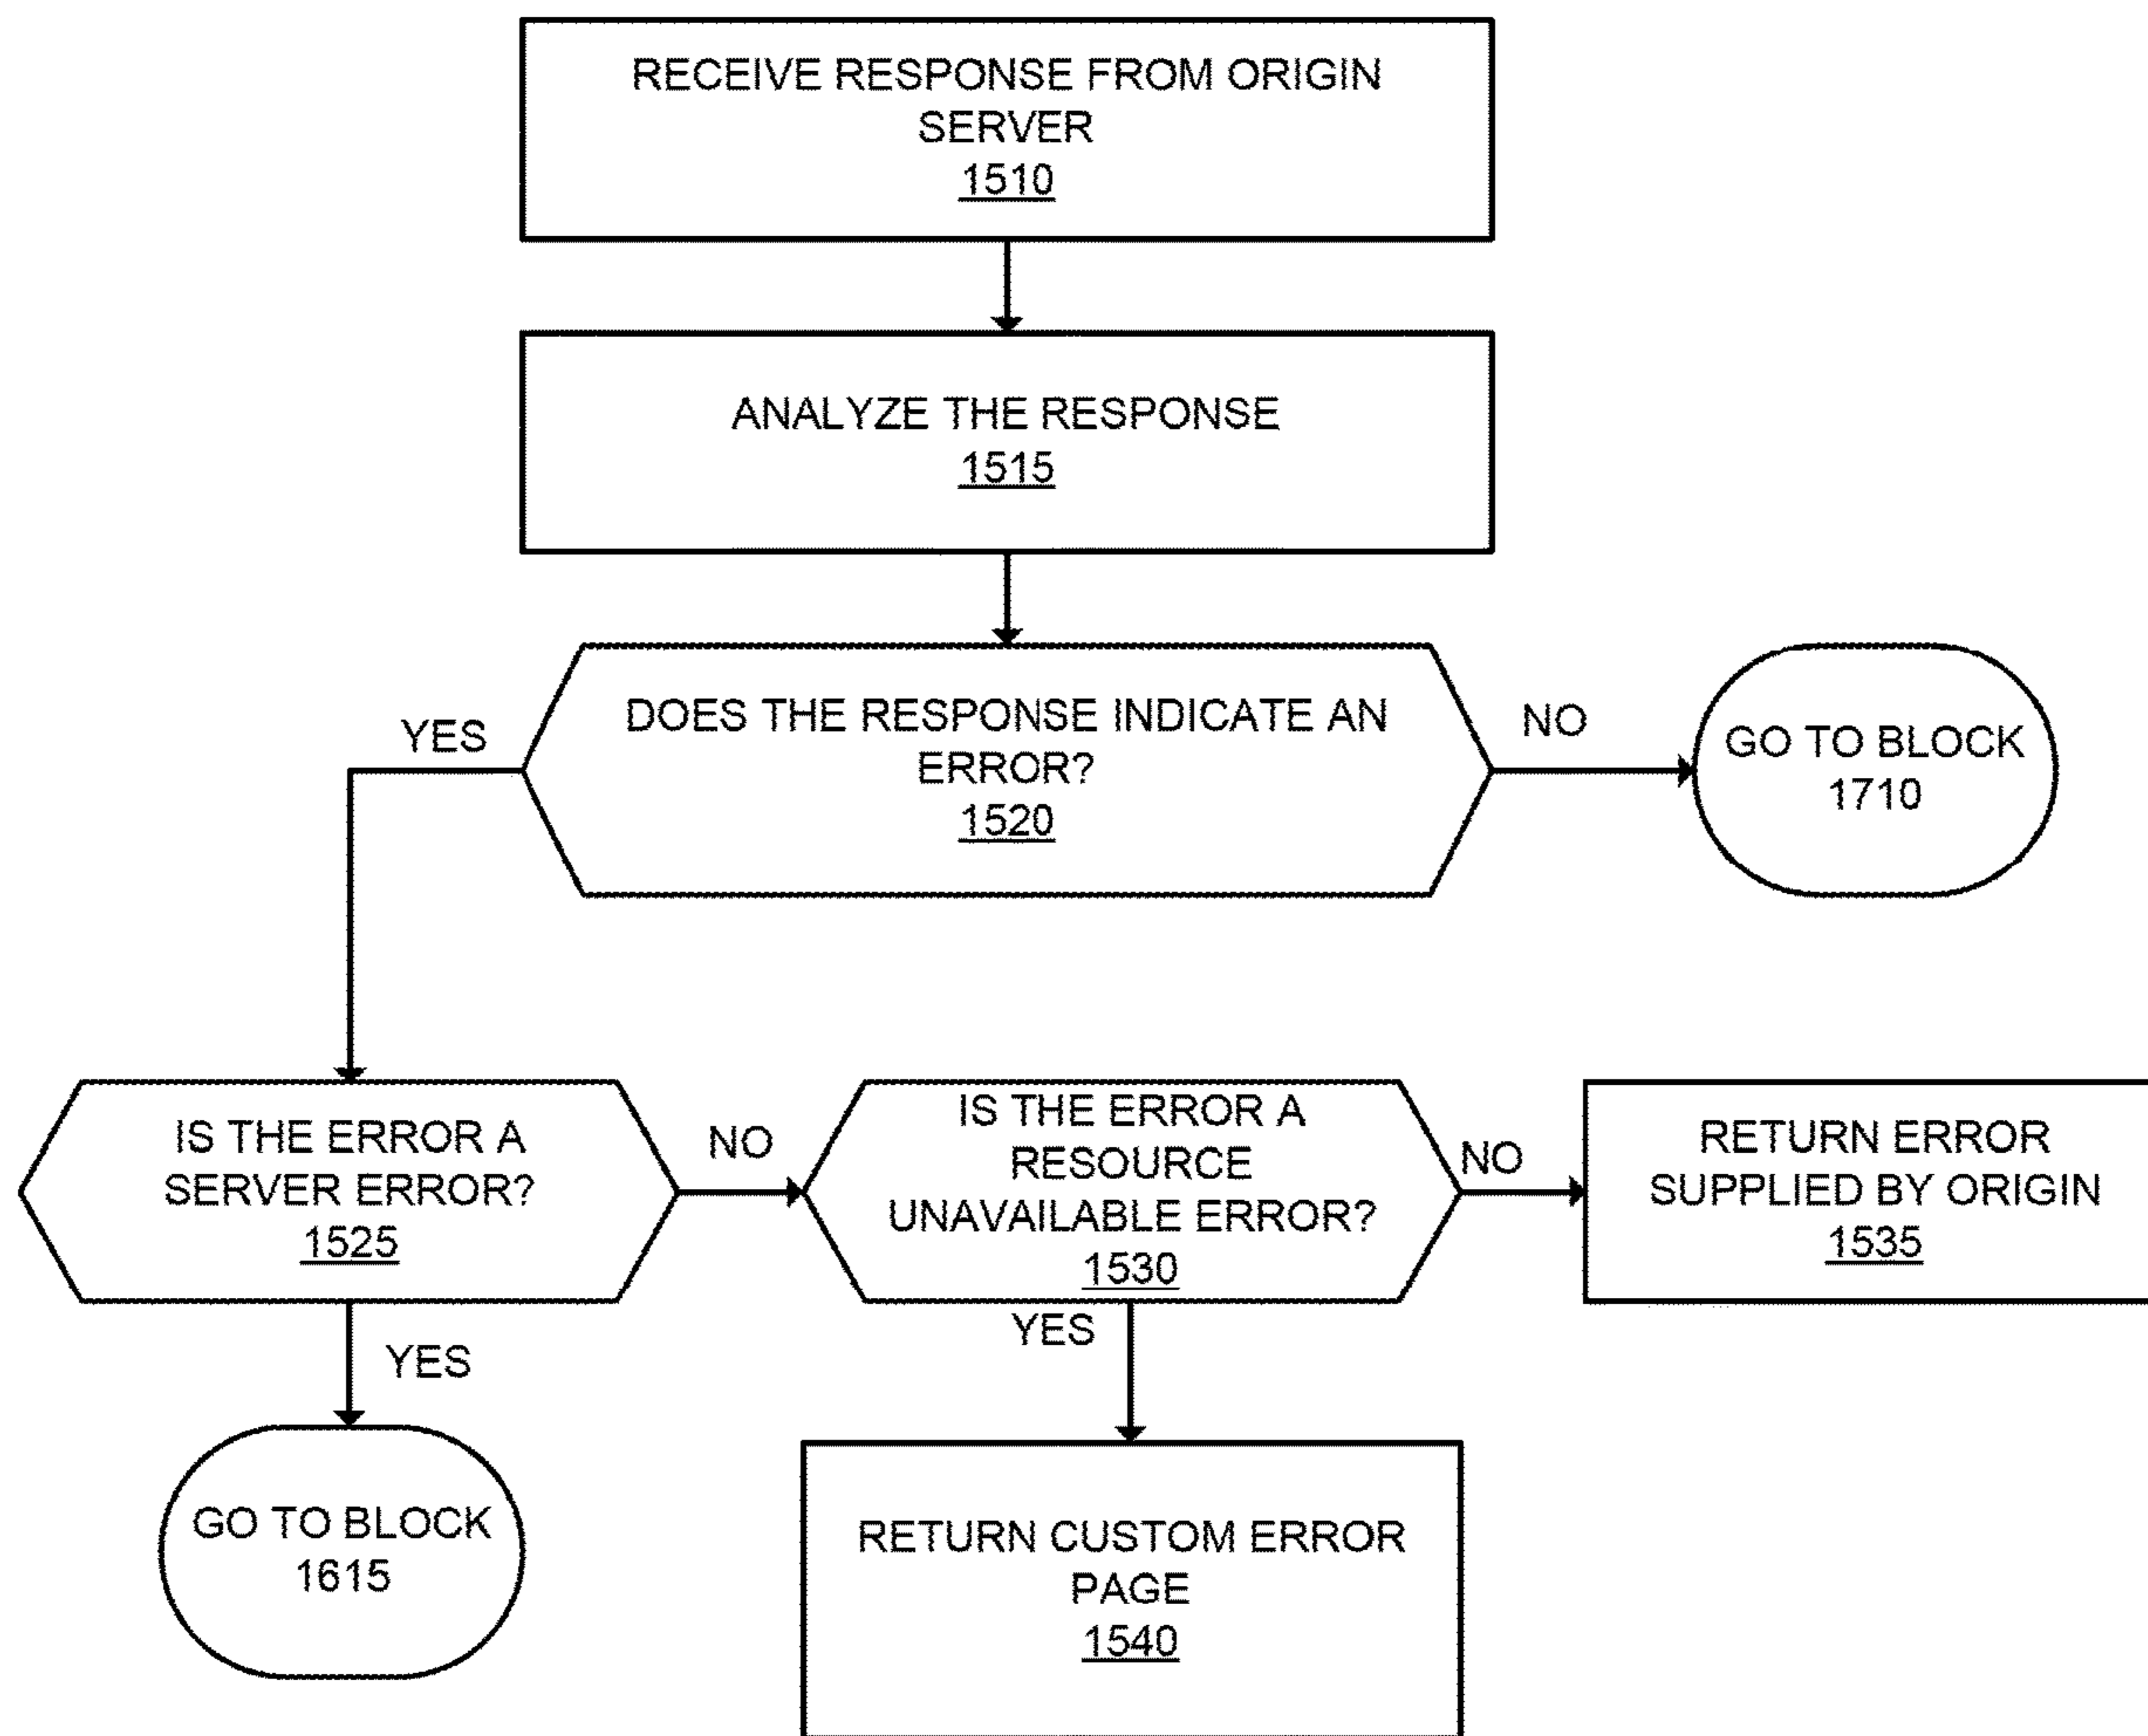 RECEIVE RESPONSE FROM ORIGIN
SERVER
1510
ANALYZE THE RESPONSE
1515
DOES THE RESPONSE INDICATE AN
ERROR?
1520
YES
NO
GO TO BLOCK
1710
IS THE ERROR A
SERVER ERROR?
1525
NO
IS THE ERROR A
RESOURCE
UNAVAILABLE ERROR?
1530
NO
RETURN ERROR
SUPPLIED BY ORIGIN
1535
YES
GO TO BLOCK
1615
YES
RETURN CUSTOM ERROR
PAGE
1540